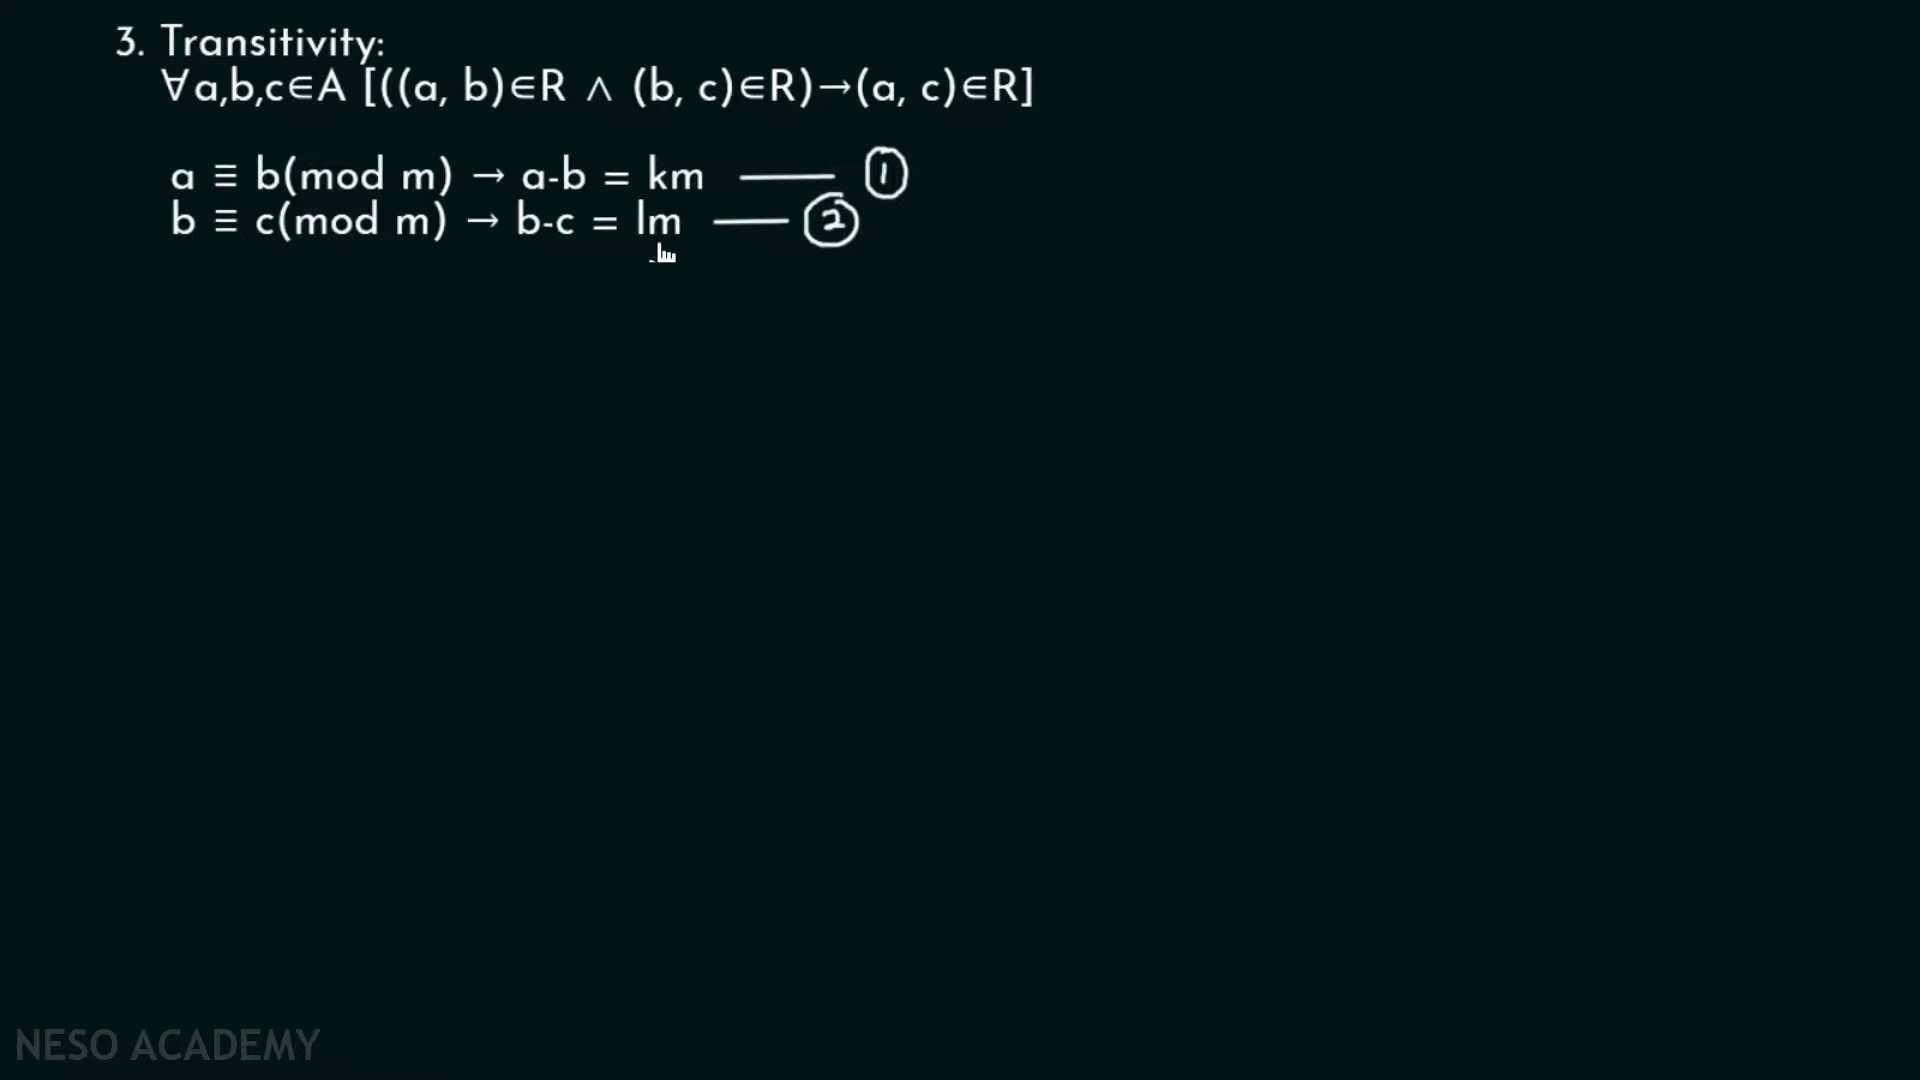 3. Transitivity:
∀a,b,c∈A [((a, b)∈R ∧ (b, c)∈R)→(a, c)∈R]
a ≡ b(mod m) → a-b = km —— ①
b ≡ c(mod m) → b-c = lm —— ②
NESO ACADEMY